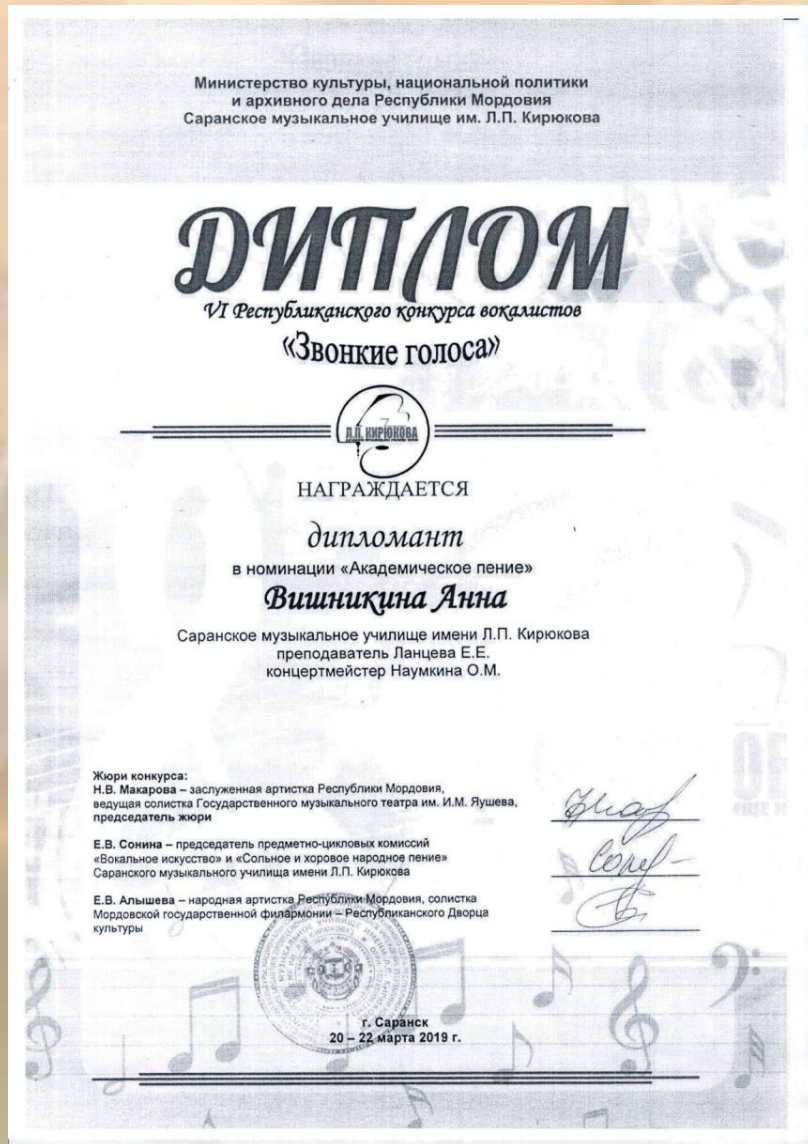 Министерство культуры, национальной политики
и архивного дела Республики Мордовия
Саранское музыкальное училище им. Л.П. Кирюкова
ДИПЛОМ
VI Республиканского конкурса вокалистов
«Звонкие голоса»
Л.П. КИРЮКОВА
НАГРАЖДАЕТСЯ
дипломант
в номинации «Академическое пение»
Вишникина Анна
Саранское музыкальное училище имени Л.П. Кирюкова
преподаватель Ланцева Е.Е.
концертмейстер Наумкина О.М.
Жюри конкурса:
Н.В. Макарова – заслуженная артистка Республики Мордовия,
ведущая солистка Государственного музыкального театра им. И.М. Яушева,
председатель жюри
Е.В. Сонина – председатель предметно-цикловых комиссий
«Вокальное искусство» и «Сольное и хоровое народное пение»
Саранского музыкального училища имени Л.П. Кирюкова
Е.В. Алышева – народная артистка Республики Мордовия, солистка
Мордовской государственной филармонии – Республиканского Дворца
культуры
г. Саранск
20 – 22 марта 2019 г.